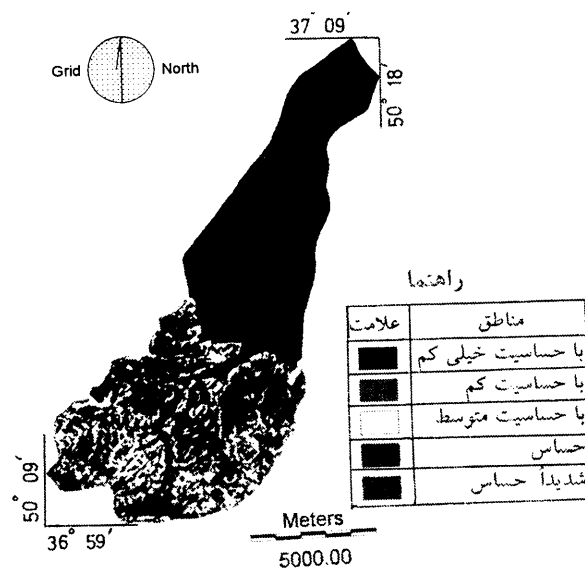 37° 09′
Grid North
50° 18′
راهنما
مناطق علامت
با حساسیت خیلی کم
با حساسیت کم
با حساسیت متوسط
حساس
شدیداً حساس
50° 09′
36° 59′
Meters
5000.00